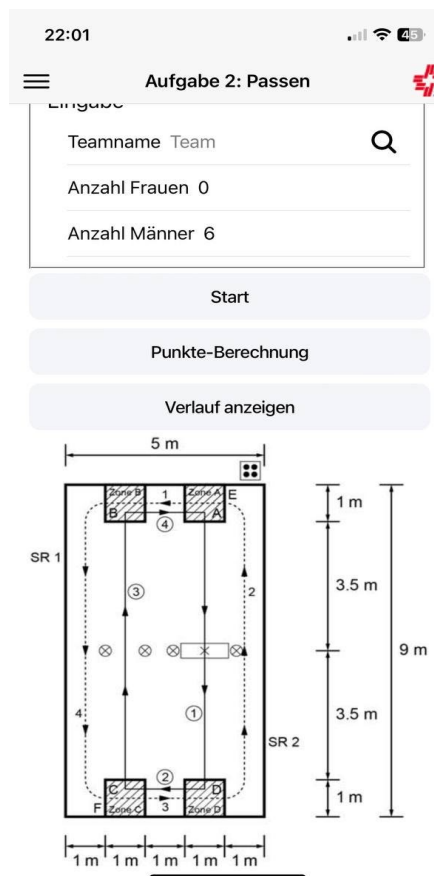 22:01
45
Aufgabe 2: Passen
Eingabe
Teamname Team
Anzahl Frauen 0
Anzahl Männer 6
Start
Punkte-Berechnung
Verlauf anzeigen
5 m
Zone B 1 Zone A E
B 4 A
1 m
SR 1
3 2
3.5 m
9 m
4 1
3.5 m
SR 2
C 2 D
F Zone C 3 Zone D
1 m
1 m 1 m 1 m 1 m 1 m